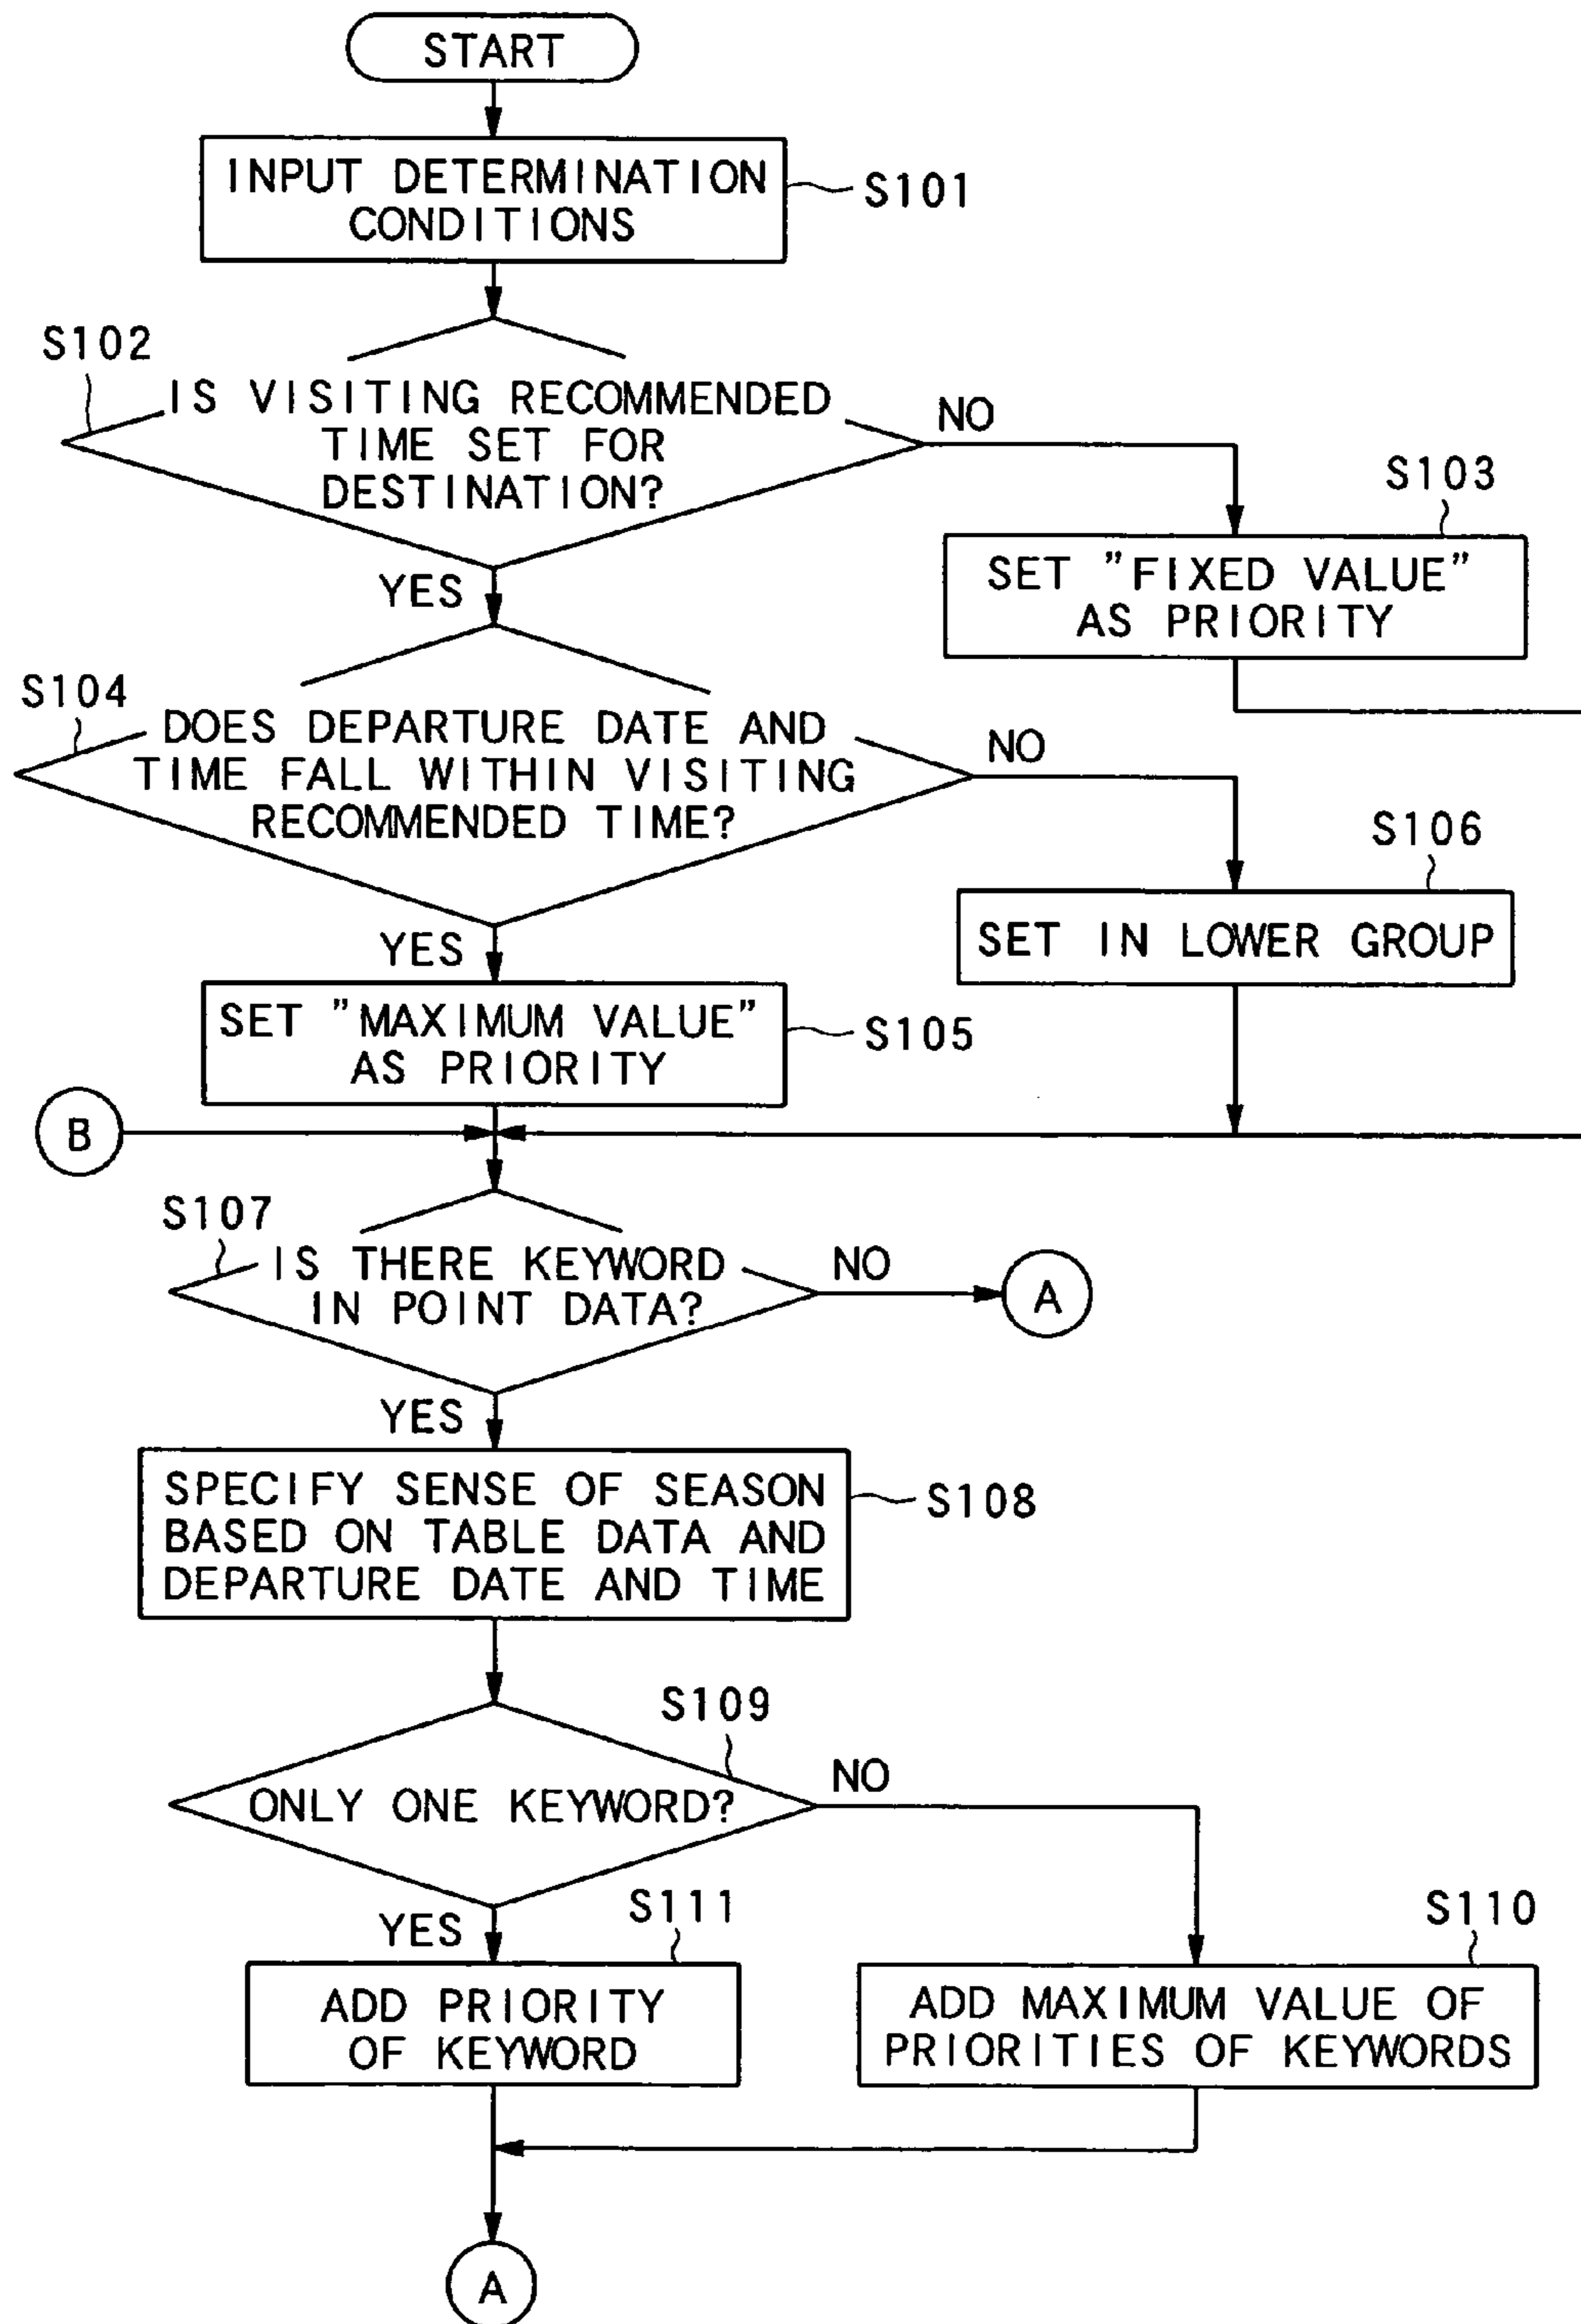 START
INPUT DETERMINATION
CONDITIONS
S101
S102
IS VISITING RECOMMENDED
TIME SET FOR
DESTINATION?
NO
YES
S103
SET "FIXED VALUE"
AS PRIORITY
S104
DOES DEPARTURE DATE AND
TIME FALL WITHIN VISITING
RECOMMENDED TIME?
NO
YES
S106
SET IN LOWER GROUP
SET "MAXIMUM VALUE"
AS PRIORITY
S105
B
S107
IS THERE KEYWORD
IN POINT DATA?
NO
A
YES
SPECIFY SENSE OF SEASON
BASED ON TABLE DATA AND
DEPARTURE DATE AND TIME
S108
S109
ONLY ONE KEYWORD?
NO
YES
S111
ADD PRIORITY
OF KEYWORD
S110
ADD MAXIMUM VALUE OF
PRIORITIES OF KEYWORDS
A